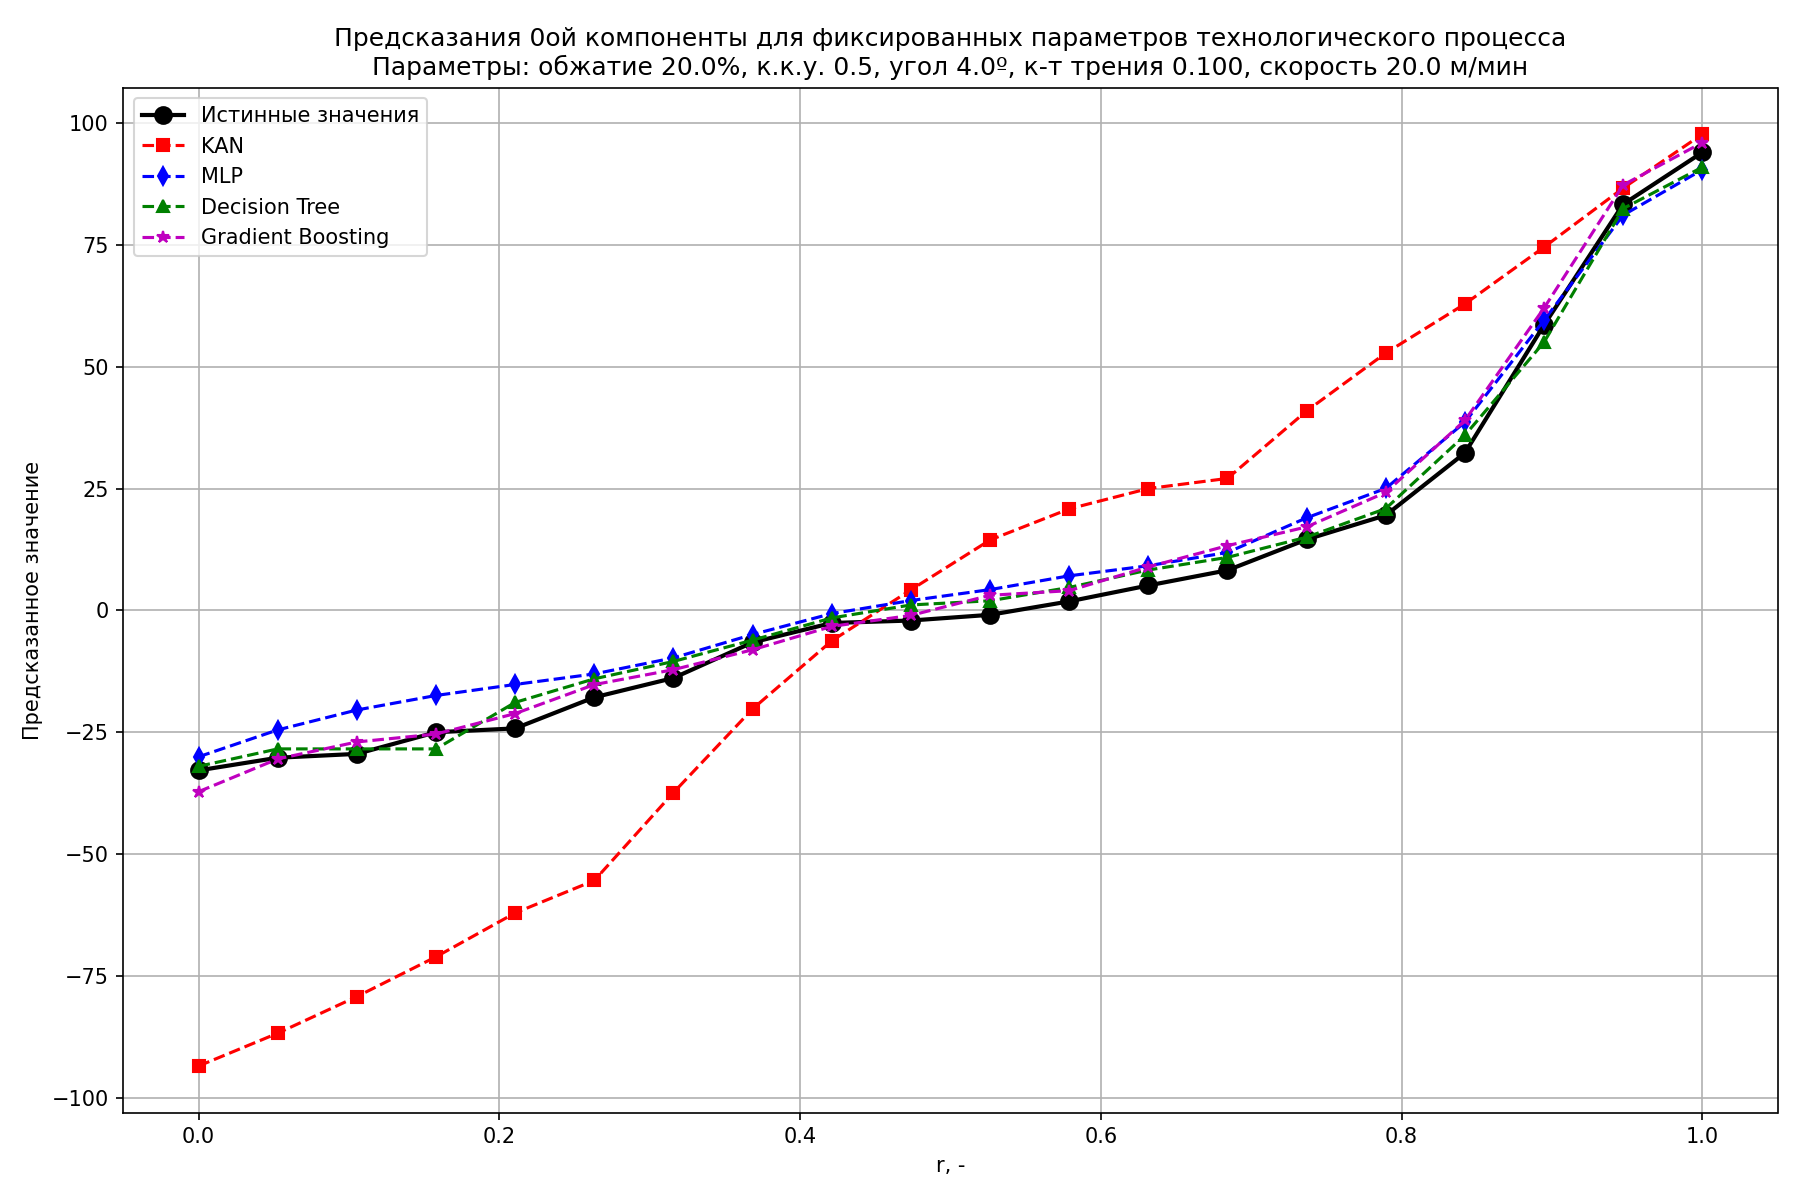 Предсказания 0ой компоненты для фиксированных параметров технологического процесса
Параметры: обжатие 20.0%, к.к.у. 0.5, угол 4.0º, к-т трения 0.100, скорость 20.0 м/мин
Истинные значения
KAN
MLP
Decision Tree
Gradient Boosting
Предсказанное значение
100
75
50
25
0
−25
−50
−75
−100
0.0
0.2
0.4
0.6
0.8
1.0
r, -